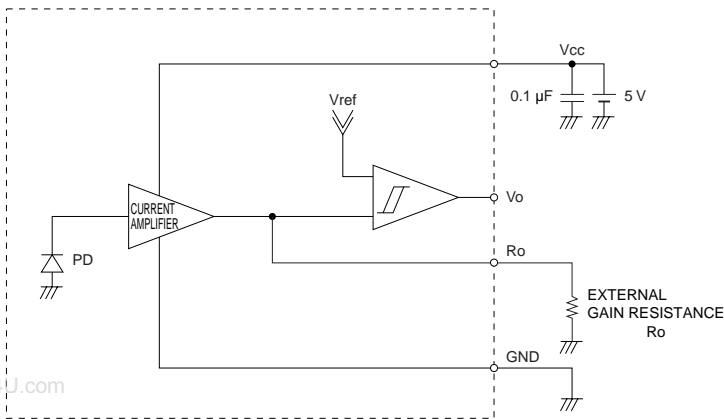 Vcc
0.1 µF
5 V
Vref
CURRENT
AMPLIFIER
Vo
PD
Ro
EXTERNAL
GAIN RESISTANCE
Ro
GND
U.com